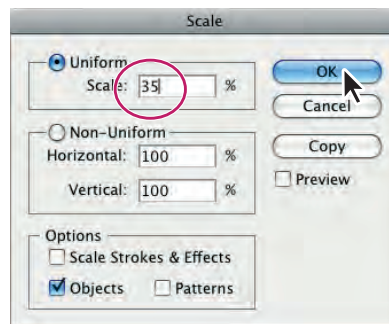 Scale
Uniform
Scale: 35 %
OK
Cancel
Copy
Preview
Non-Uniform
Horizontal: 100 %
Vertical: 100 %
Options
Scale Strokes & Effects
Objects Patterns